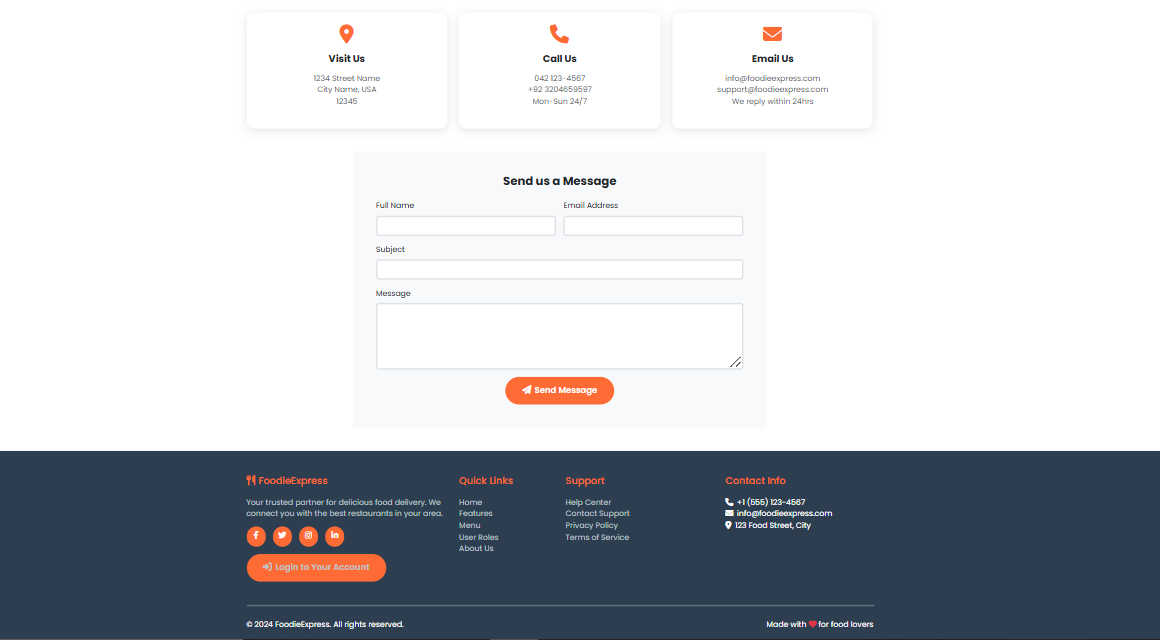 Visit Us
1234 Street Name
City Name, USA
12345
Call Us
042 123-4567
+92 3204659597
Mon-Sun 24/7
Email Us
info@foodieexpress.com
support@foodieexpress.com
We reply within 24hrs
Send us a Message
Full Name
Email Address
Subject
Message
Send Message
FoodieExpress
Your trusted partner for delicious food delivery. We
connect you with the best restaurants in your area.
Login to Your Account
Quick Links
Home
Features
Menu
User Roles
About Us
Support
Help Center
Contact Support
Privacy Policy
Terms of Service
Contact Info
+1 (555) 123-4567
info@foodieexpress.com
123 Food Street, City
© 2024 FoodieExpress. All rights reserved.
Made with ❤ for food lovers